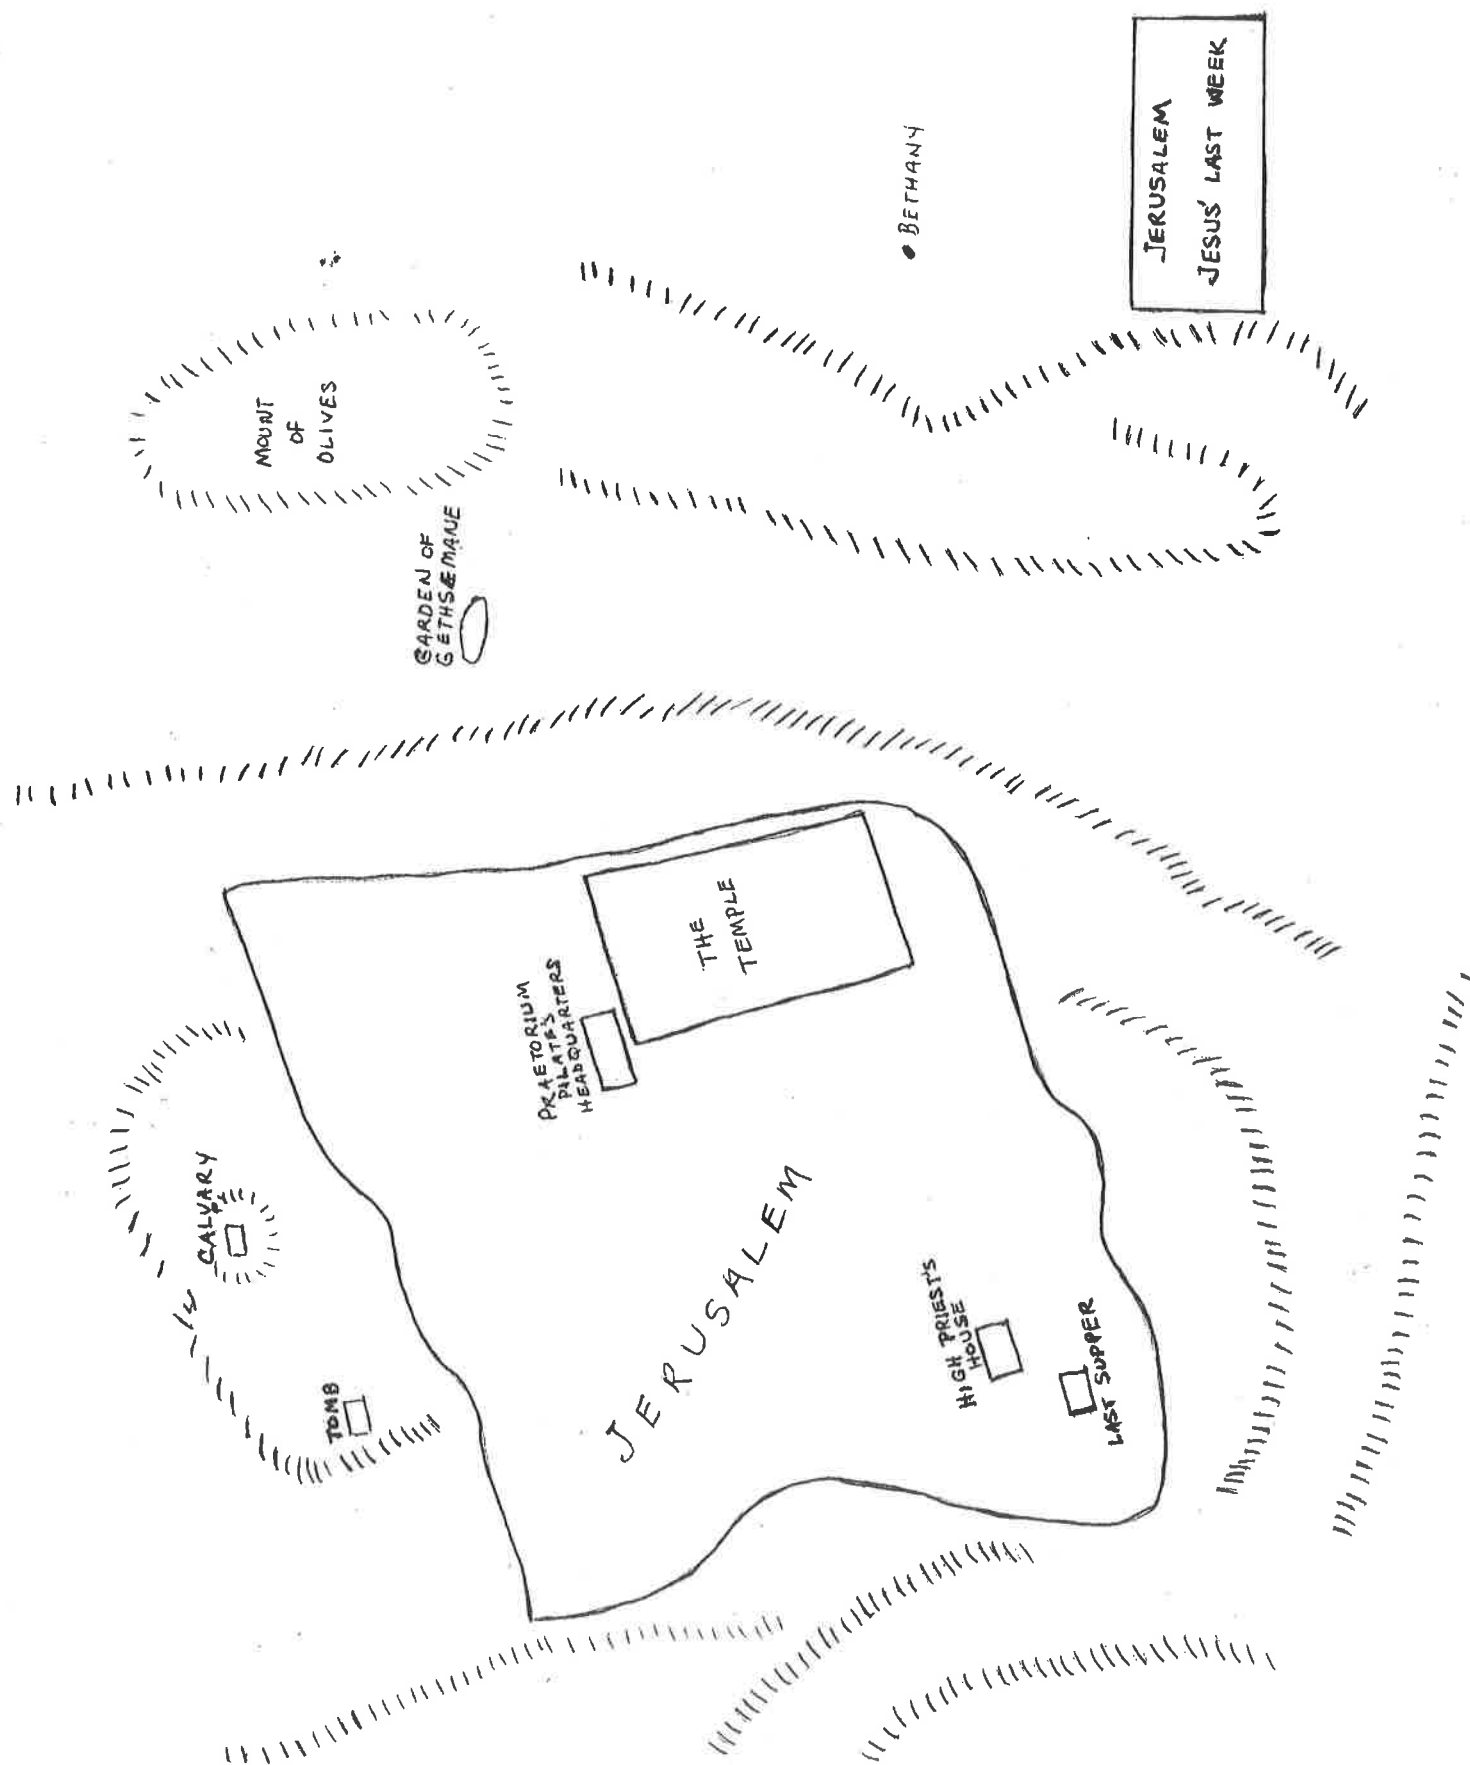 CALVARY
MOUNT
OF
OLIVES
TOMB
GARDEN OF
GETHSEMANE
PRAETORIUM
PILATE'S
HEADQUARTERS
THE
TEMPLE
JERUSALEM
BETHANY
HIGH PRIEST'S
HOUSE
LAST SUPPER
JERUSALEM
JESUS' LAST WEEK